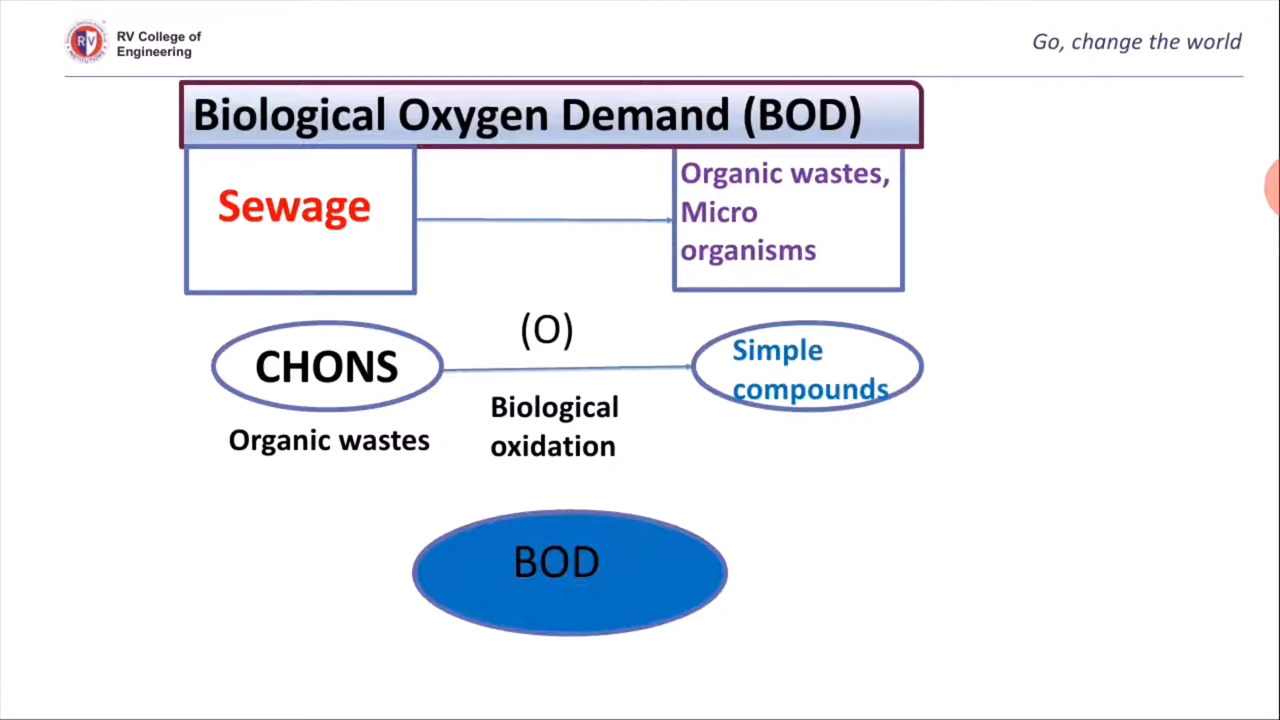 RV College of
Engineering
Go, change the world
Biological Oxygen Demand (BOD)
Sewage
Organic wastes,
Micro
organisms
(O)
CHONS
Simple
compounds
Biological
oxidation
Organic wastes
BOD